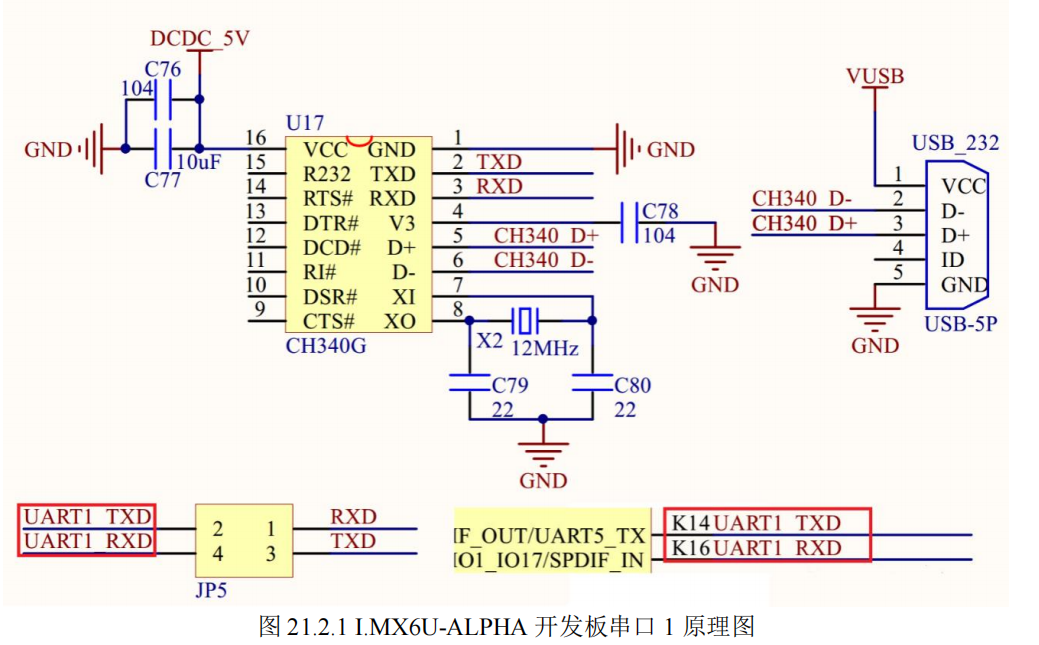 DCDC_5V
C76
104
GND
10uF
C77
U17
16 VCC GND 1 GND
15 R232 TXD 2 TXD
14 RTS# RXD 3 RXD
13 DTR# V3 4
12 DCD# D+ 5 CH340_D+
11 RI# D- 6 CH340_D-
10 DSR# XI 7
9 CTS# XO 8
CH340G
C78
104
GND
X2 12MHz
C79
22
C80
22
GND
VUSB
USB_232
1 VCC
CH340_D- 2 D-
CH340_D+ 3 D+
4 ID
5 GND
GND
USB-5P
UART1_TXD 2 1 RXD
UART1_RXD 4 3 TXD
JP5
IF_OUT/UART5_TX K14 UART1_TXD
IO1_IO17/SPDIF_IN K16 UART1_RXD
图 21.2.1 I.MX6U-ALPHA 开发板串口 1 原理图